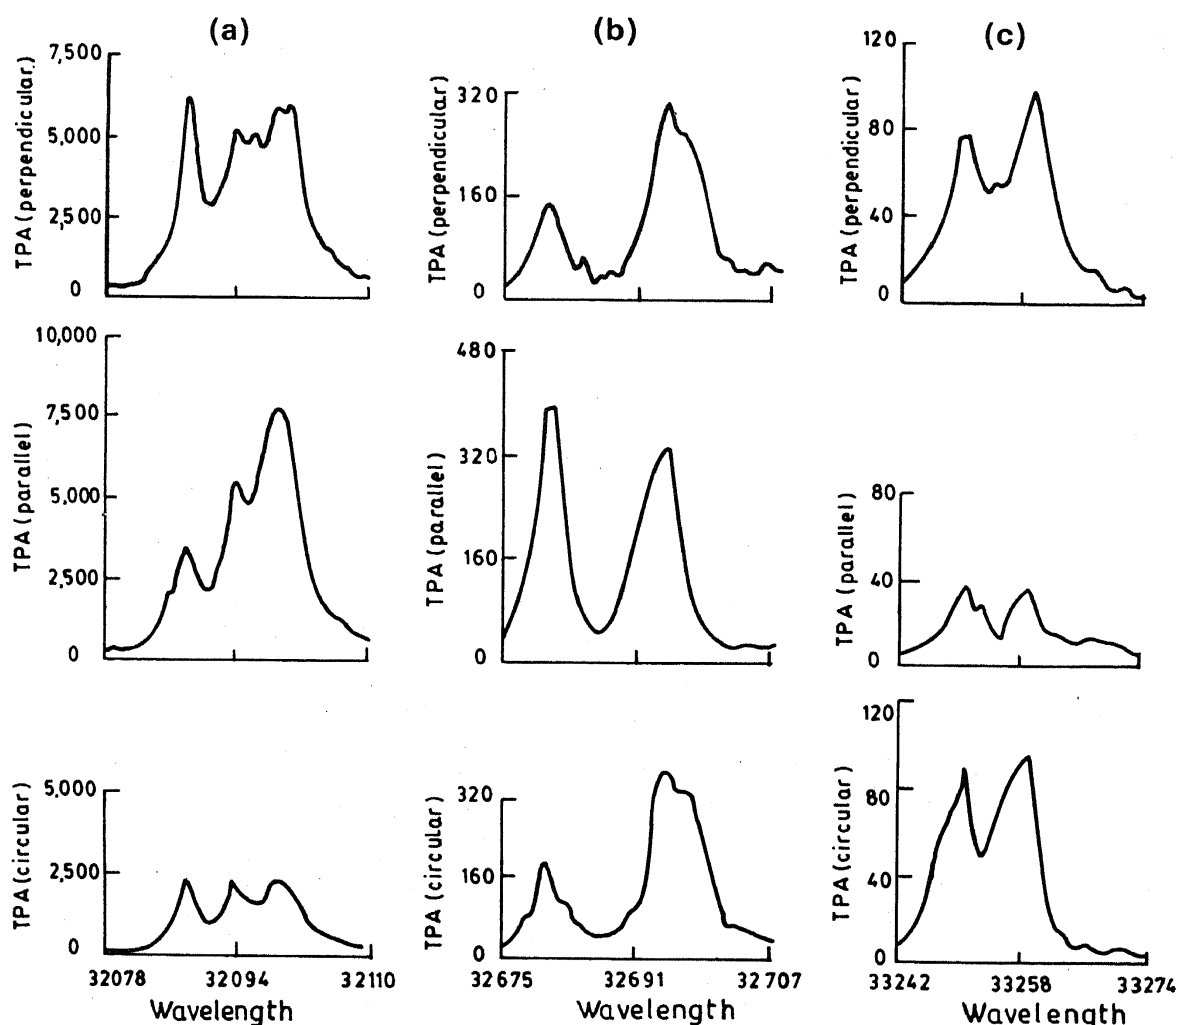 (a)
(b)
(c)
TPA (perpendicular.)
7,500
5,000
2,500
0
TPA (perpendicular)
320
160
0
TPA (perpendicular)
120
80
40
0
TPA (parallel)
10,000
7,500
5,000
2,500
0
TPA (parallel)
480
320
160
0
TPA (parallel)
80
40
0
TPA (circular)
5,000
2,500
0
32078 32094 32110
Wavelength
TPA (circular)
320
160
0
32675 32691 32707
Wavelength
TPA (circular)
120
80
40
0
33242 33258 33274
Wavelength